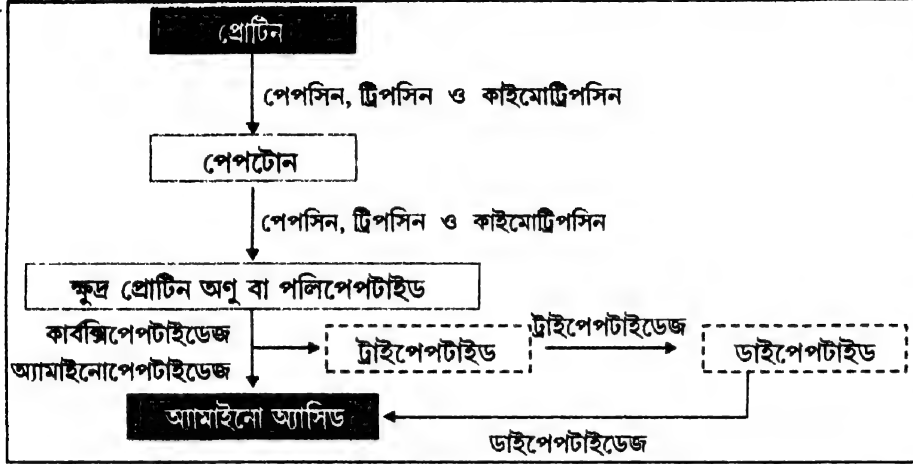 প্রোটিন
পেপসিন, ট্রিপসিন ও কাইমোট্রিপসিন
পেপটোন
পেপসিন, ট্রিপসিন ও কাইমোট্রিপসিন
ক্ষুদ্র প্রোটিন অণু বা পলিপেপটাইড
কার্বক্সিপেপটাইডেজ
অ্যামাইনোপেপটাইডেজ
ট্রাইপেপটাইড
ট্রাইপেপটাইডেজ
ডাইপেপটাইড
অ্যামাইনো অ্যাসিড
ডাইপেপটাইডেজ